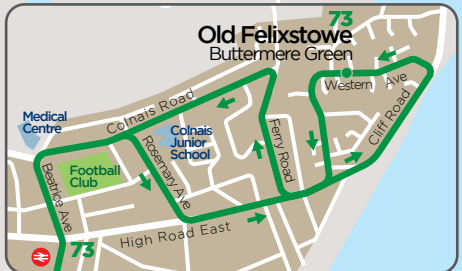 73
Old Felixstowe
Buttermere Green
Western Ave
Colnais Road
Cliff Road
Medical
Centre
Colnais
Junior
School
Ferry Road
Rosemary Ave
Football
Club
Beatrice Ave
High Road East
73